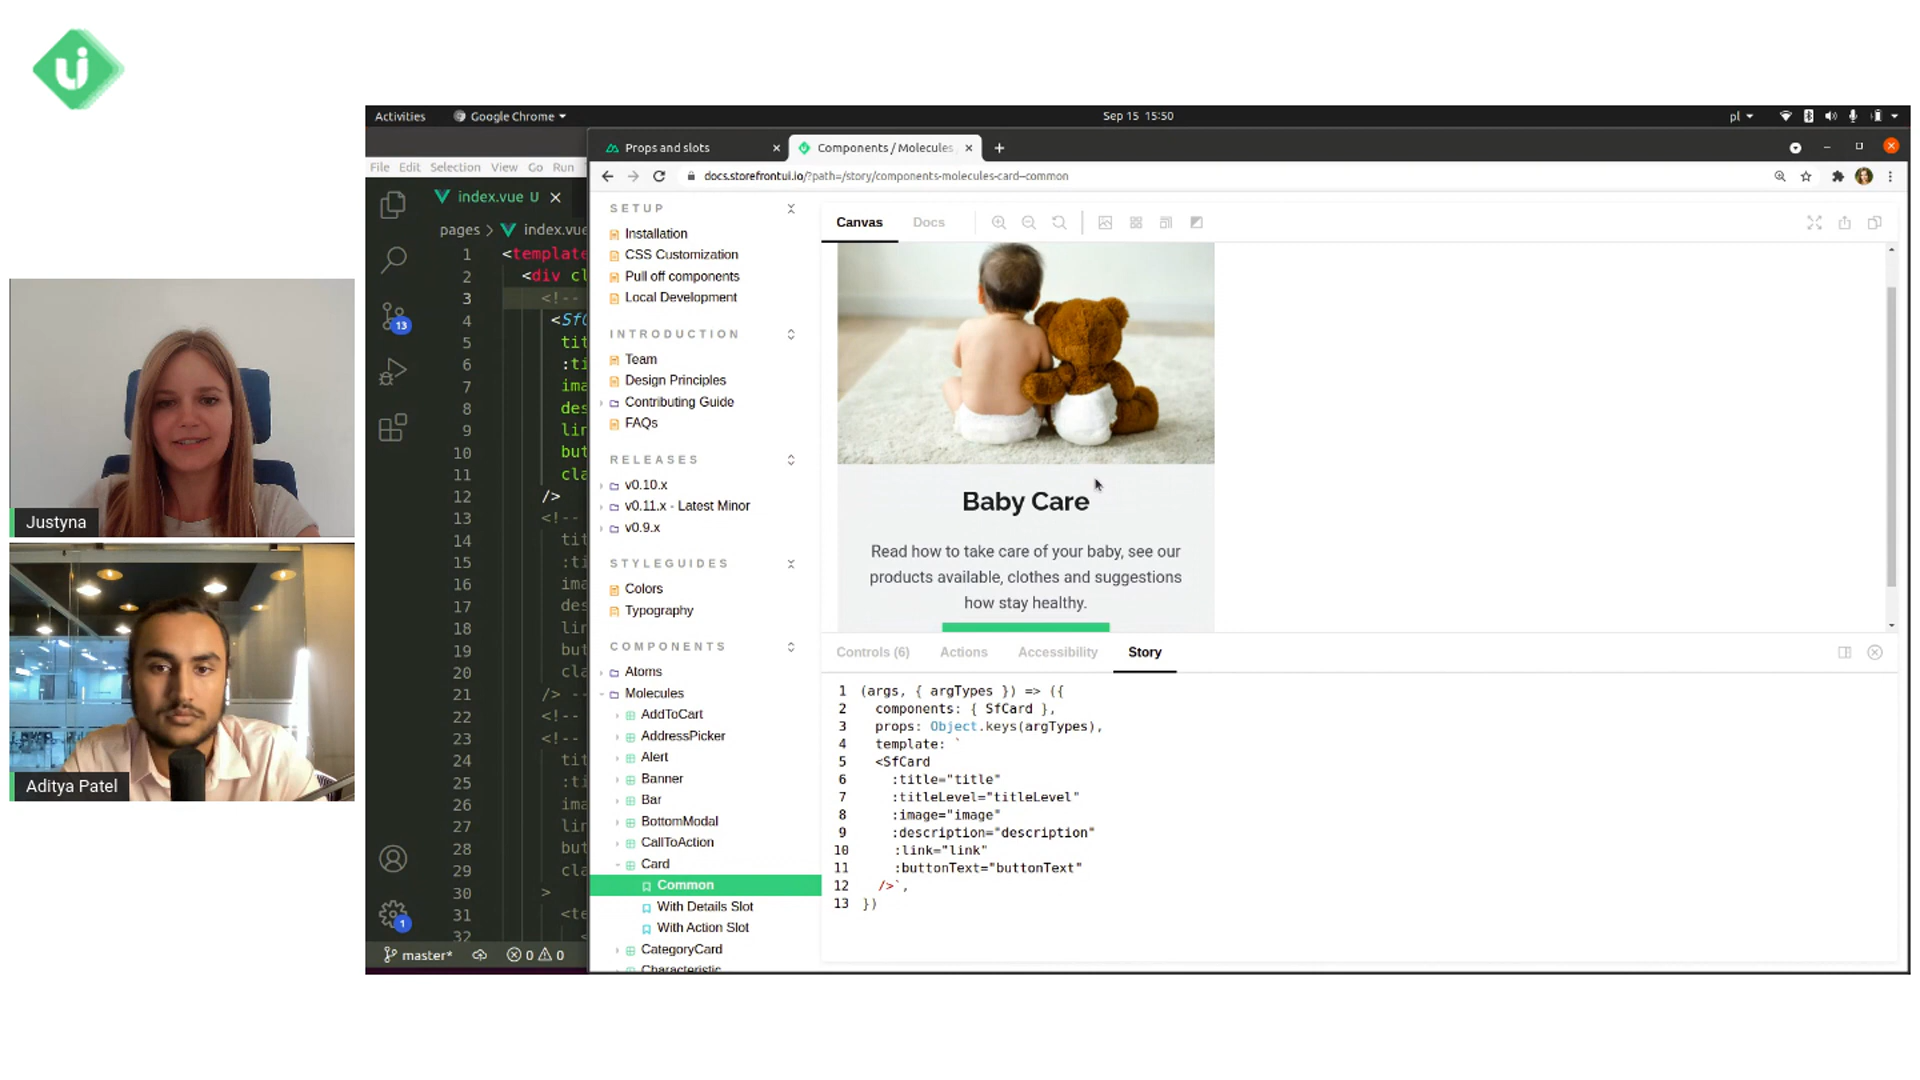 Activities
Google Chrome
Sep 15 15:50
pl
File Edit Selection View Go Run
index.vue U
pages > index.vue
1 <template
2 <div cl
3 <!--
4 <SfC
5 tit
6 :ti
7 ima
8 des
9 lin
10 but
11 cla
12 />
13 <!--
14 tit
15 :ti
16 ima
17 des
18 lin
19 but
20 cla
21 /> --
22 <!--
23 <!--
24 tit
25 :ti
26 ima
27 lin
28 but
29 cla
30 >
31 <te
32 <
master*
0 0
13
1
Props and slots
Components / Molecules
docs.storefrontui.io/?path=/story/components-molecules-card--common
SETUP
Installation
CSS Customization
Pull off components
Local Development
INTRODUCTION
Team
Design Principles
Contributing Guide
FAQs
RELEASES
v0.10.x
v0.11.x - Latest Minor
v0.9.x
STYLEGUIDES
Colors
Typography
COMPONENTS
Atoms
Molecules
AddToCart
AddressPicker
Alert
Banner
Bar
BottomModal
CallToAction
Card
Common
With Details Slot
With Action Slot
CategoryCard
Characteristic
Canvas
Docs
Baby Care
Read how to take care of your baby, see our
products available, clothes and suggestions
how stay healthy.
Controls (6)
Actions
Accessibility
Story
1 (args, { argTypes }) => ({
2 components: { SfCard },
3 props: Object.keys(argTypes),
4 template: `
5 <SfCard
6 :title="title"
7 :titleLevel="titleLevel"
8 :image="image"
9 :description="description"
10 :link="link"
11 :buttonText="buttonText"
12 />`,
13 })
Justyna
Aditya Patel